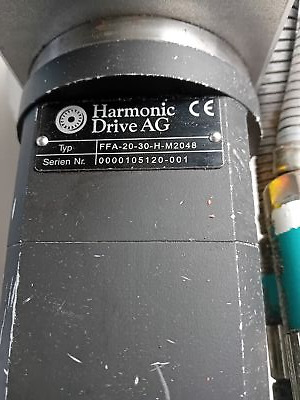 Harmonic
Drive AG
CE
Typ FFA-20-30-H-M2048
Serien Nr. 0000105120-001